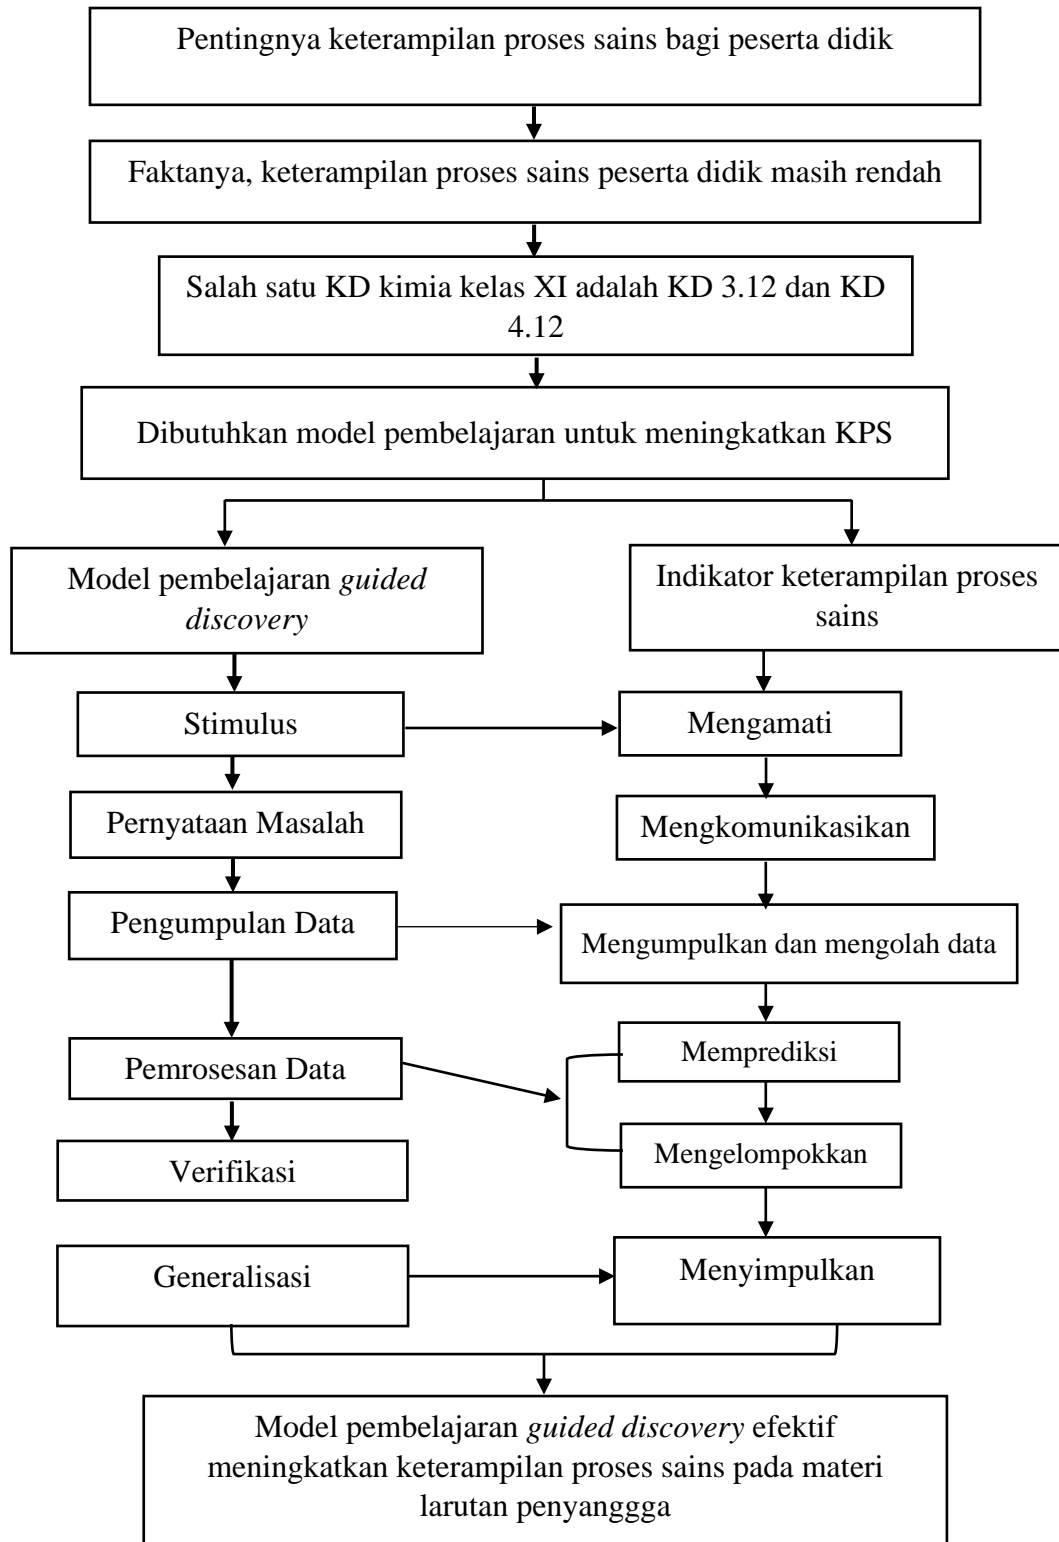 Pentingnya keterampilan proses sains bagi peserta didik
Faktanya, keterampilan proses sains peserta didik masih rendah
Salah satu KD kimia kelas XI adalah KD 3.12 dan KD
4.12
Dibutuhkan model pembelajaran untuk meningkatkan KPS
Model pembelajaran guided
discovery
Indikator keterampilan proses
sains
Stimulus
Mengamati
Pernyataan Masalah
Mengkomunikasikan
Pengumpulan Data
Mengumpulkan dan mengolah data
Pemrosesan Data
Memprediksi
Mengelompokkan
Verifikasi
Generalisasi
Menyimpulkan
Model pembelajaran guided discovery efektif
meningkatkan keterampilan proses sains pada materi
larutan penyanggga